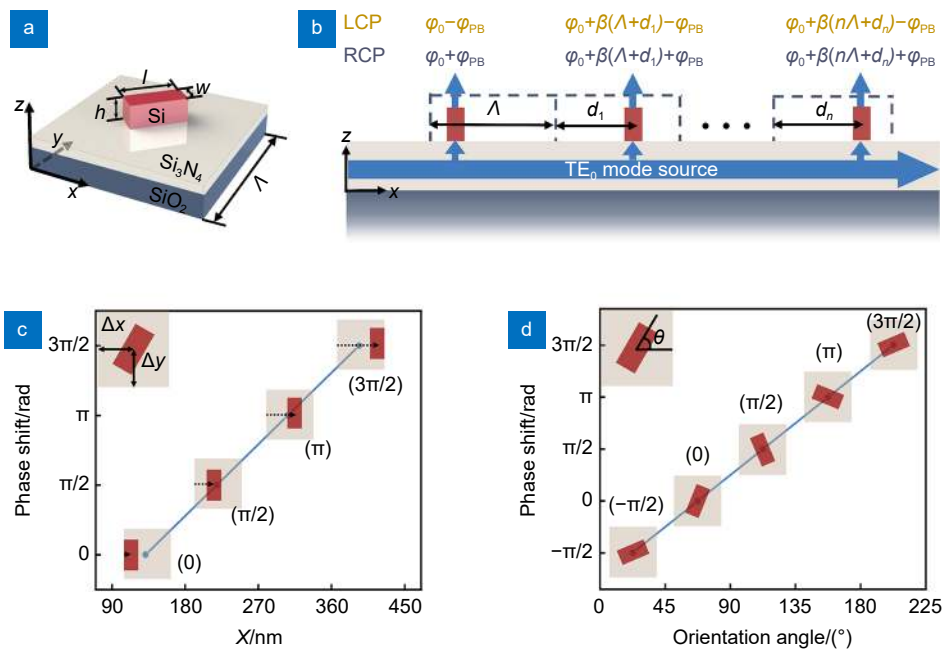 a
l
w
h
Si
z
y
x
Si₃N₄
SiO₂
Λ
b
LCP φ₀−φPB φ₀+β(Λ+d₁)−φPB φ₀+β(nΛ+dₙ)−φPB
RCP φ₀+φPB φ₀+β(Λ+d₁)+φPB φ₀+β(nΛ+dₙ)+φPB
Λ d₁ • • • dₙ
z
TE₀ mode source
x
c
Δx
Δy
Phase shift/rad
3π/2
π
π/2
0
(3π/2)
(π)
(π/2)
(0)
90 180 270 360 450
X/nm
d
θ
Phase shift/rad
3π/2
π
π/2
0
−π/2
(3π/2)
(π)
(π/2)
(0)
(−π/2)
0 45 90 135 180 225
Orientation angle/(°)